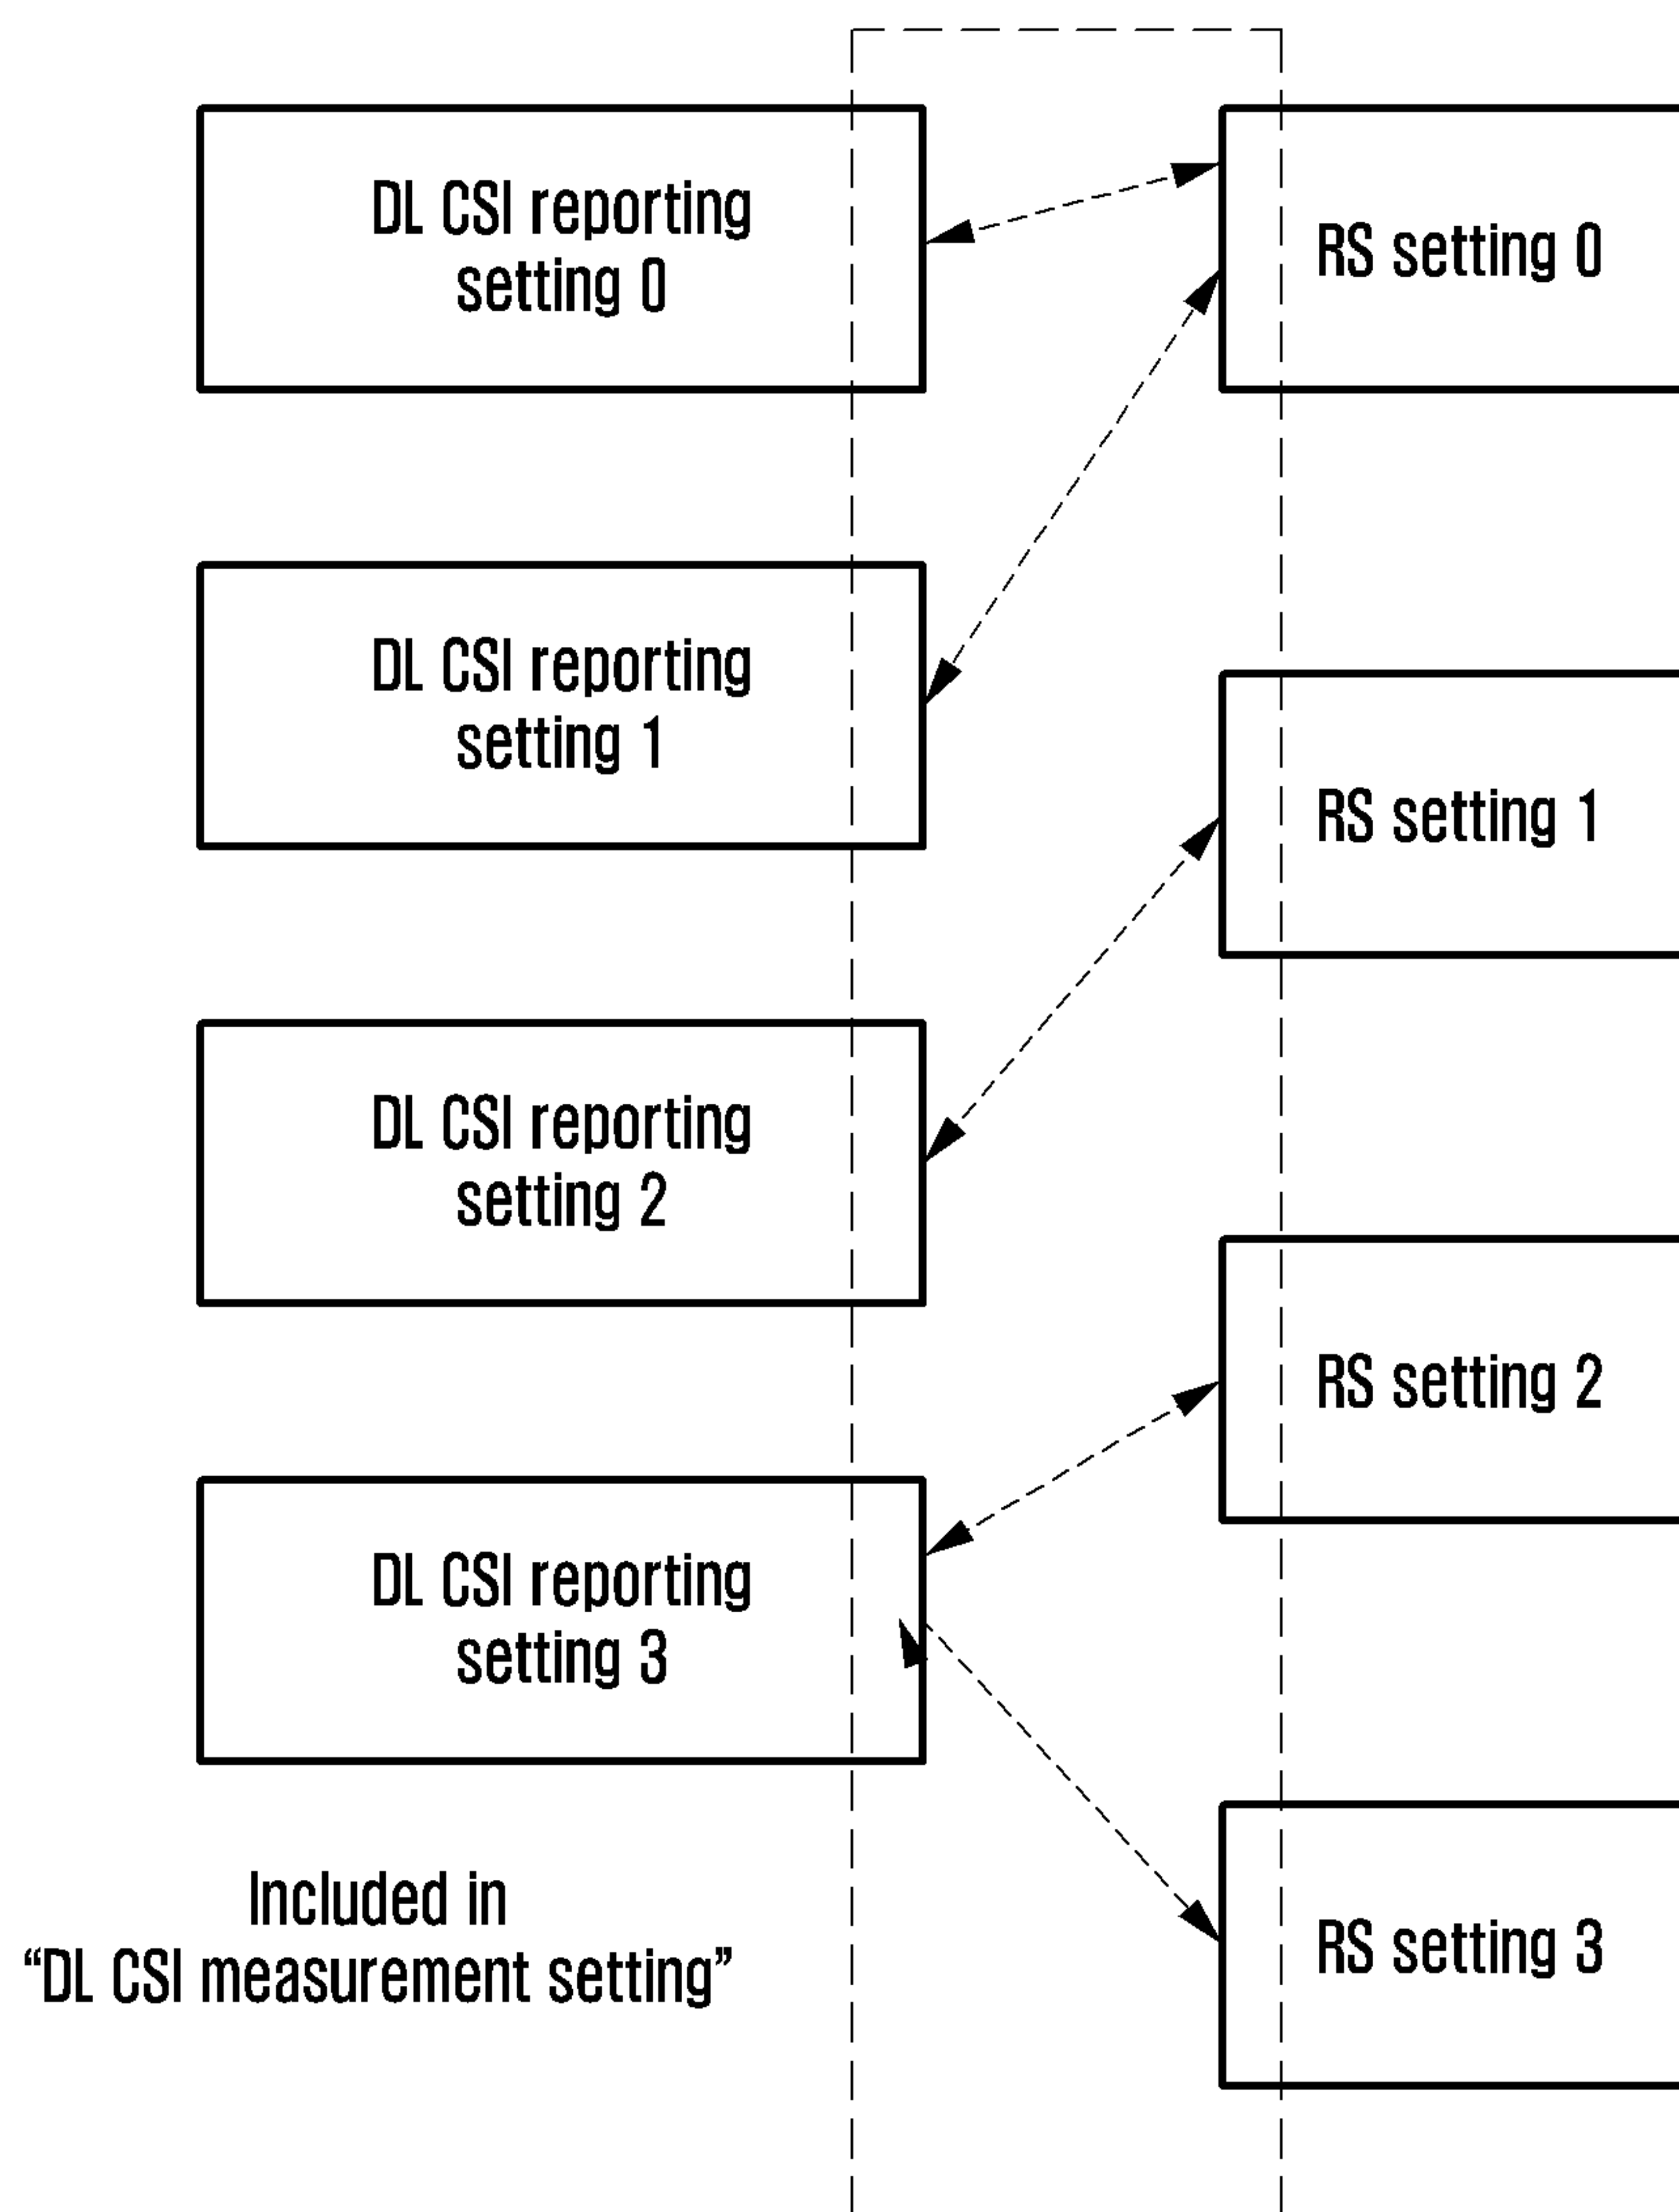 DL CSI reporting
setting 0
DL CSI reporting
setting 1
DL CSI reporting
setting 2
DL CSI reporting
setting 3
Included in
“DL CSI measurement setting”
RS setting 0
RS setting 1
RS setting 2
RS setting 3